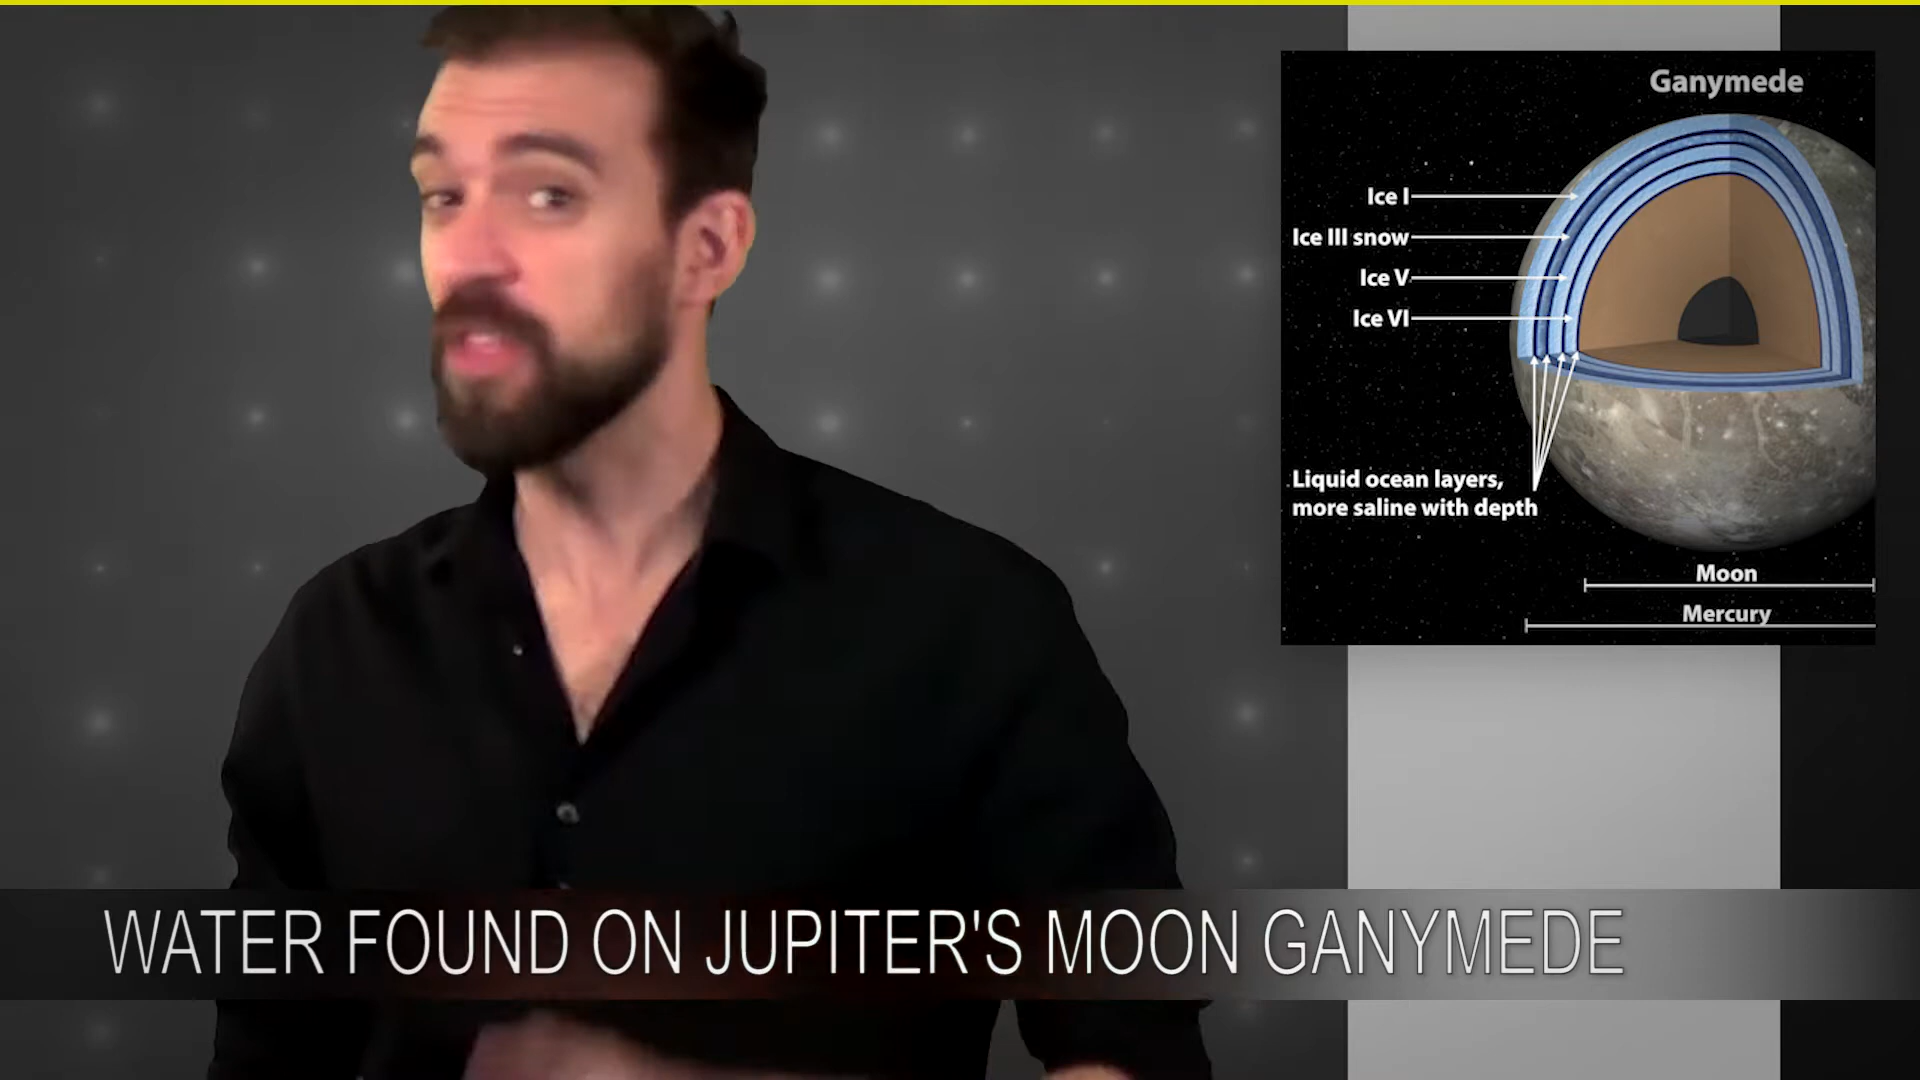 Ganymede
Ice I
Ice III snow
Ice V
Ice VI
Liquid ocean layers,
more saline with depth
Moon
Mercury
WATER FOUND ON JUPITER'S MOON GANYMEDE